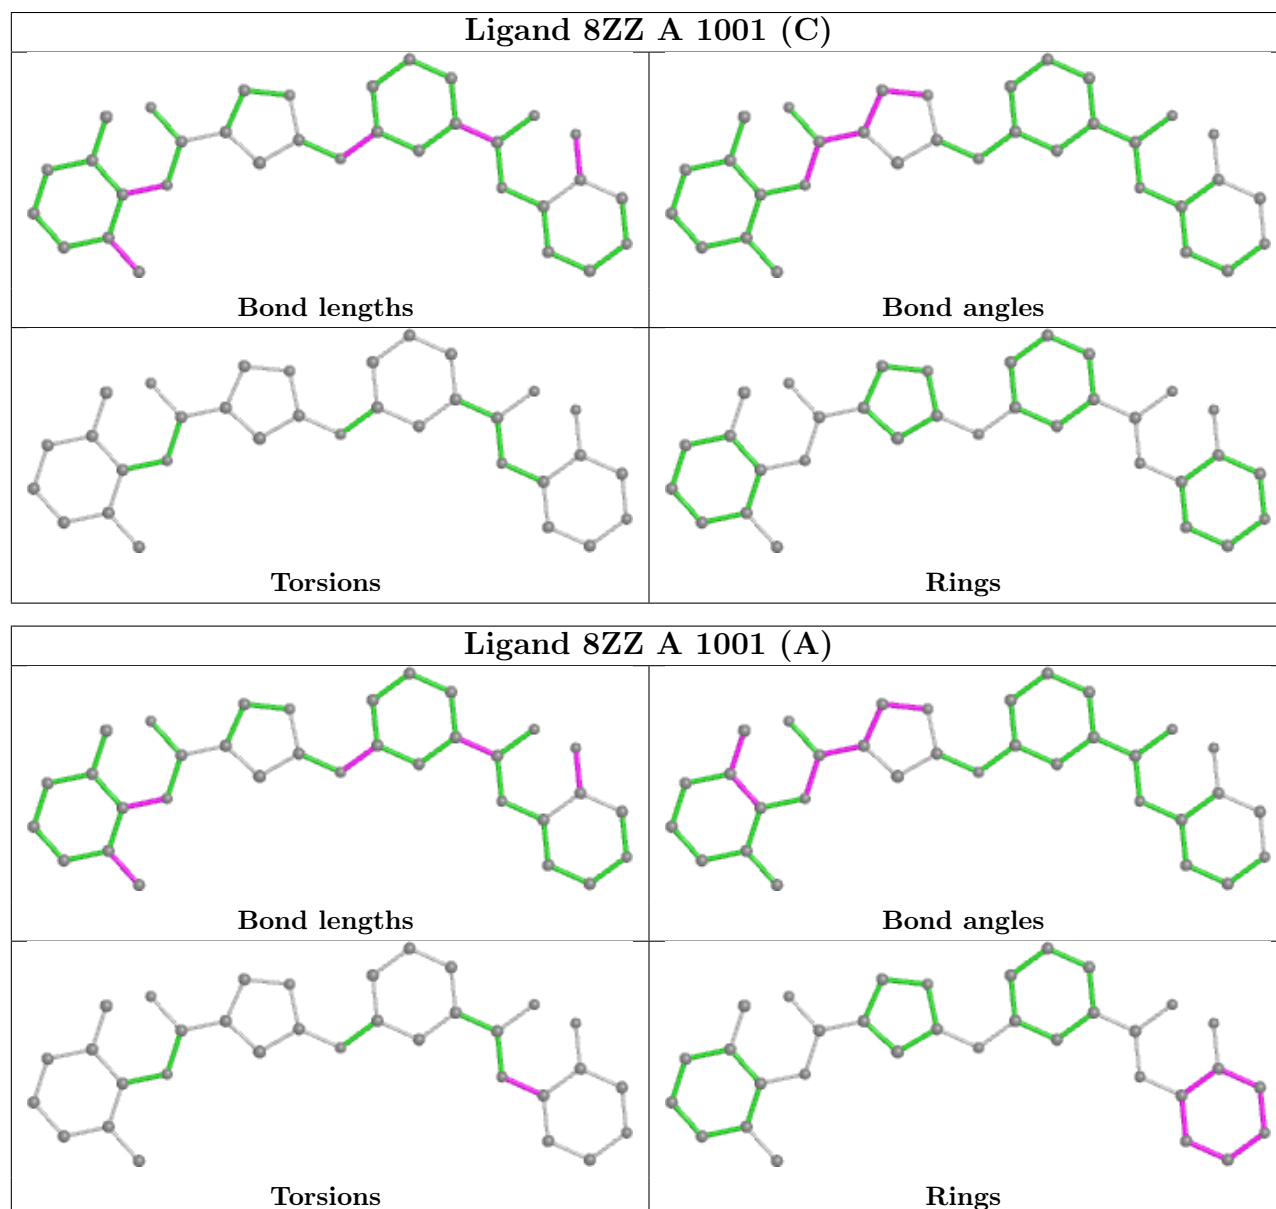 Ligand 8ZZ A 1001 (C)
Bond lengths
Bond angles
Torsions
Rings
Ligand 8ZZ A 1001 (A)
Bond lengths
Bond angles
Torsions
Rings